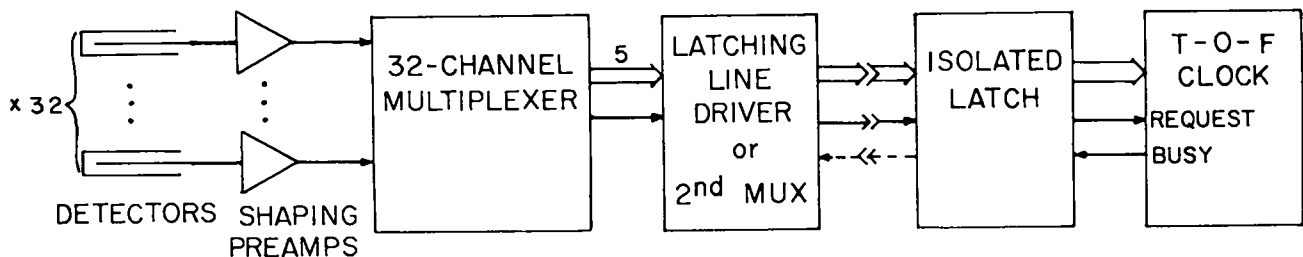 x 32
DETECTORS
SHAPING
PREAMPS
32-CHANNEL
MULTIPLEXER
5
LATCHING
LINE
DRIVER
or
2nd MUX
ISOLATED
LATCH
T-O-F
CLOCK
REQUEST
BUSY